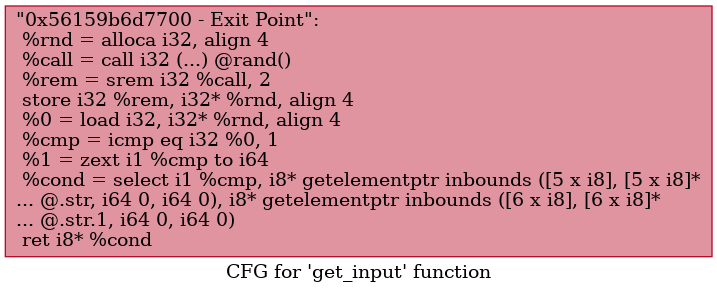 "0x56159b6d7700 - Exit Point":
%rnd = alloca i32, align 4
%call = call i32 (...) @rand()
%rem = srem i32 %call, 2
store i32 %rem, i32* %rnd, align 4
%0 = load i32, i32* %rnd, align 4
%cmp = icmp eq i32 %0, 1
%1 = zext i1 %cmp to i64
%cond = select i1 %cmp, i8* getelementptr inbounds ([5 x i8], [5 x i8]*
... @.str, i64 0, i64 0), i8* getelementptr inbounds ([6 x i8], [6 x i8]*
... @.str.1, i64 0, i64 0)
ret i8* %cond
CFG for 'get_input' function